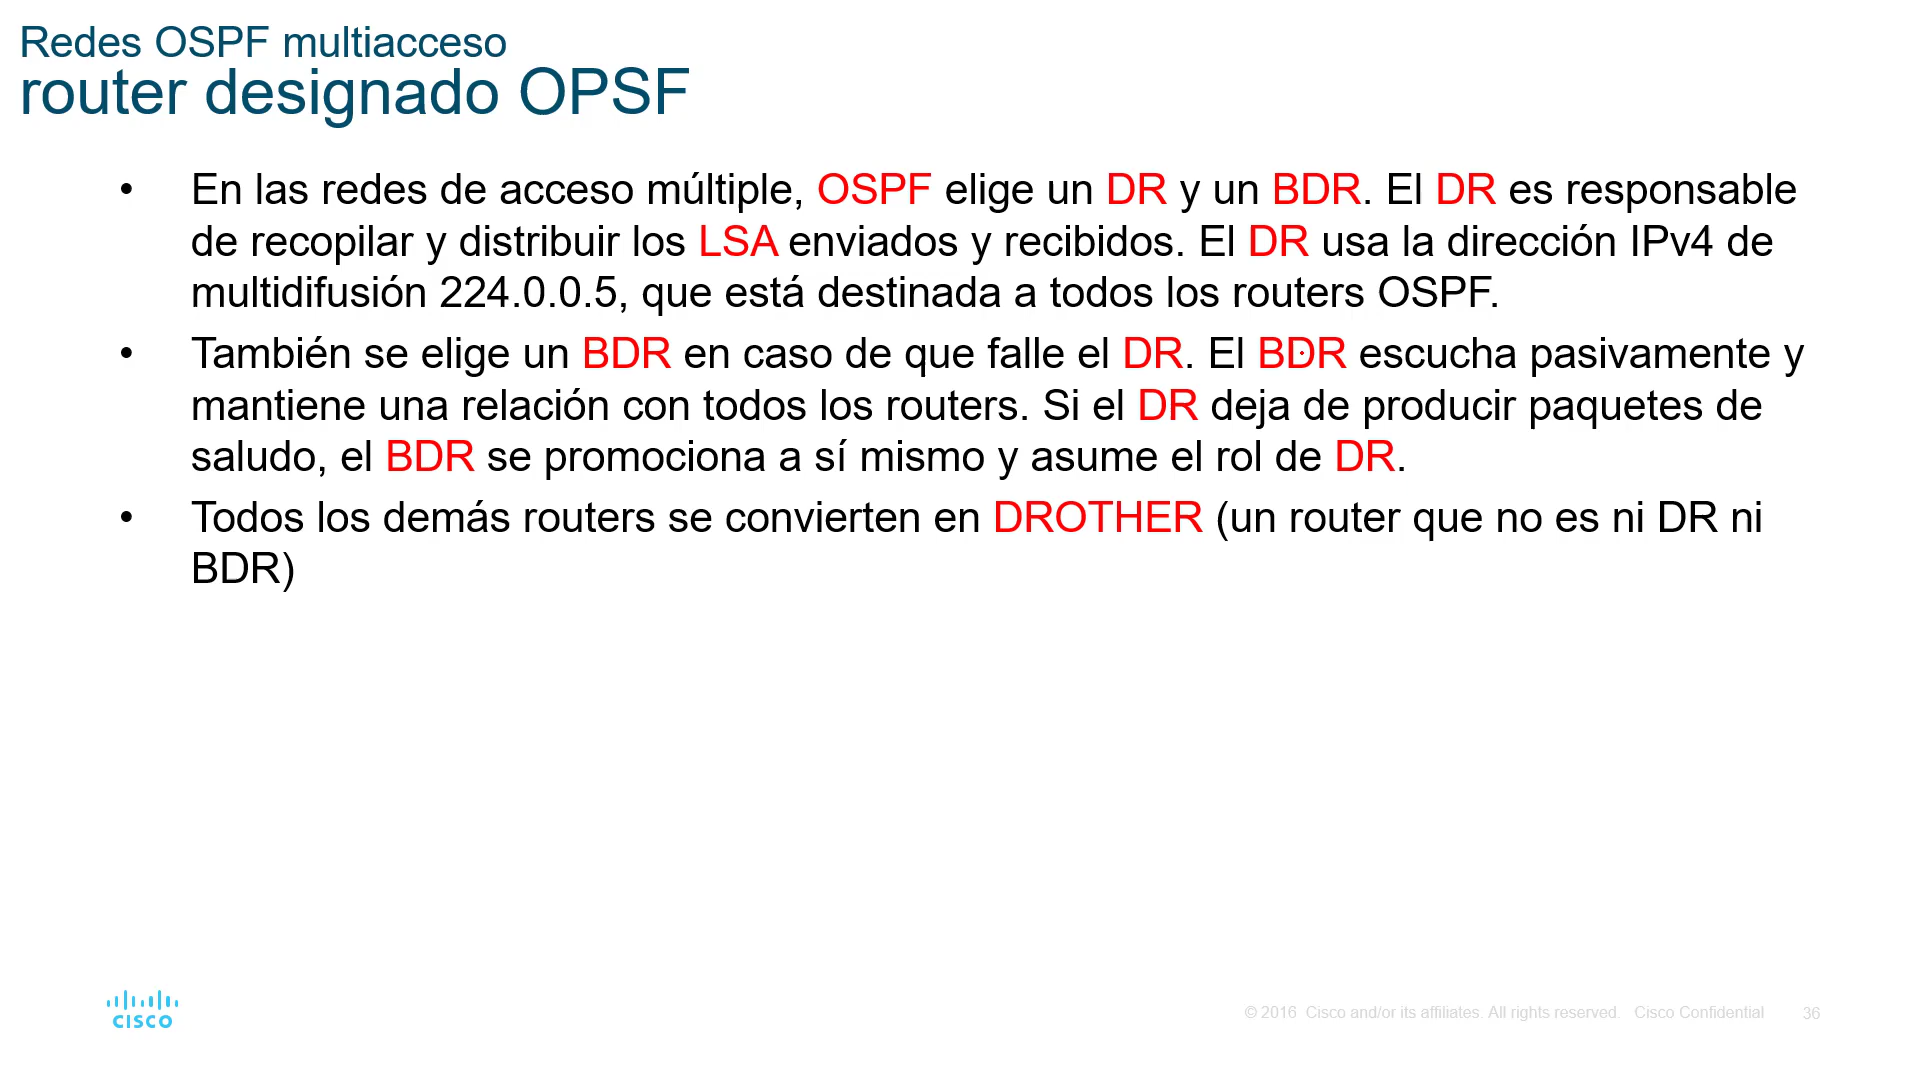 Redes OSPF multiacceso
router designado OPSF
• En las redes de acceso múltiple, OSPF elige un DR y un BDR. El DR es responsable
de recopilar y distribuir los LSA enviados y recibidos. El DR usa la dirección IPv4 de
multidifusión 224.0.0.5, que está destinada a todos los routers OSPF.
• También se elige un BDR en caso de que falle el DR. El BDR escucha pasivamente y
mantiene una relación con todos los routers. Si el DR deja de producir paquetes de
saludo, el BDR se promociona a sí mismo y asume el rol de DR.
• Todos los demás routers se convierten en DROTHER (un router que no es ni DR ni
BDR)
CISCO
© 2016 Cisco and/or its affiliates. All rights reserved. Cisco Confidential 36